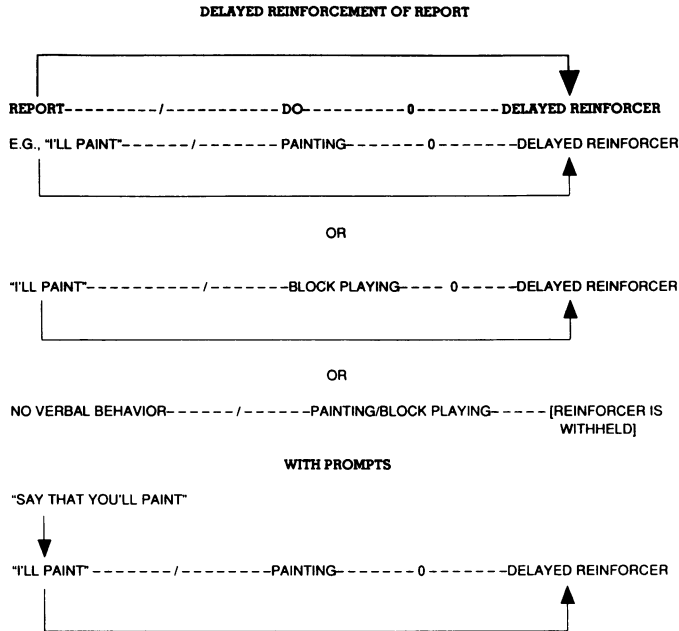 DELAYED REINFORCEMENT OF REPORT
REPORT----------/------------DO-----------0--------DELAYED REINFORCER
E.G., "I'LL PAINT"------/--------PAINTING--------0-------DELAYED REINFORCER
OR
"I'LL PAINT"-----------/-------BLOCK PLAYING----0-----DELAYED REINFORCER
OR
NO VERBAL BEHAVIOR------/------PAINTING/BLOCK PLAYING-----[REINFORCER IS
WITHHELD]
WITH PROMPTS
"SAY THAT YOU'LL PAINT"
"I'LL PAINT"-------/--------PAINTING-------0-------DELAYED REINFORCER